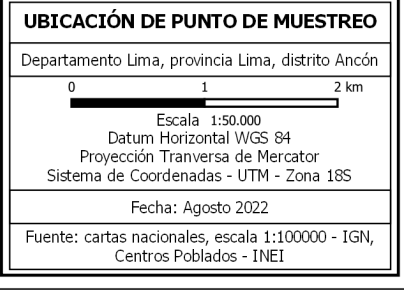 UBICACIÓN DE PUNTO DE MUESTREO
Departamento Lima, provincia Lima, distrito Ancón
0 1 2 km
Escala 1:50.000
Datum Horizontal WGS 84
Proyección Tranversa de Mercator
Sistema de Coordenadas - UTM - Zona 18S
Fecha: Agosto 2022
Fuente: cartas nacionales, escala 1:100000 - IGN,
Centros Poblados - INEI